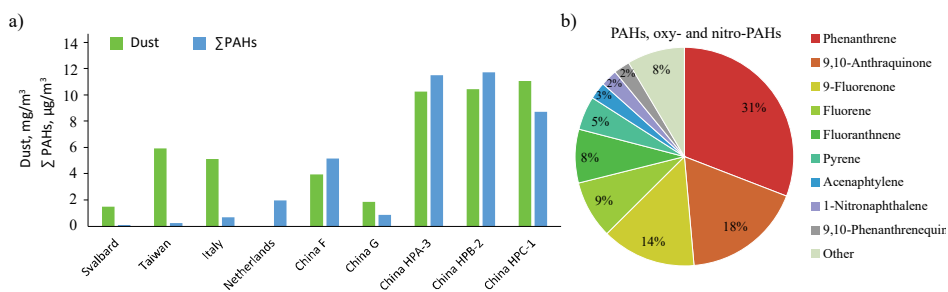 a)
Dust
∑PAHs
Dust, mg/m³
∑ PAHs, µg/m³
14
12
10
8
6
4
2
0
Svalbard
Taiwan
Italy
Netherlands
China F
China G
China HPA-3
China HPB-2
China HPC-1
b)
PAHs, oxy- and nitro-PAHs
31%
18%
14%
9%
8%
5%
3%
2%
2%
8%
Phenanthrene
9,10-Anthraquinone
9-Fluorenone
Fluorene
Fluoranthnene
Pyrene
Acenaphtylene
1-Nitronaphthalene
9,10-Phenanthrenequin
Other